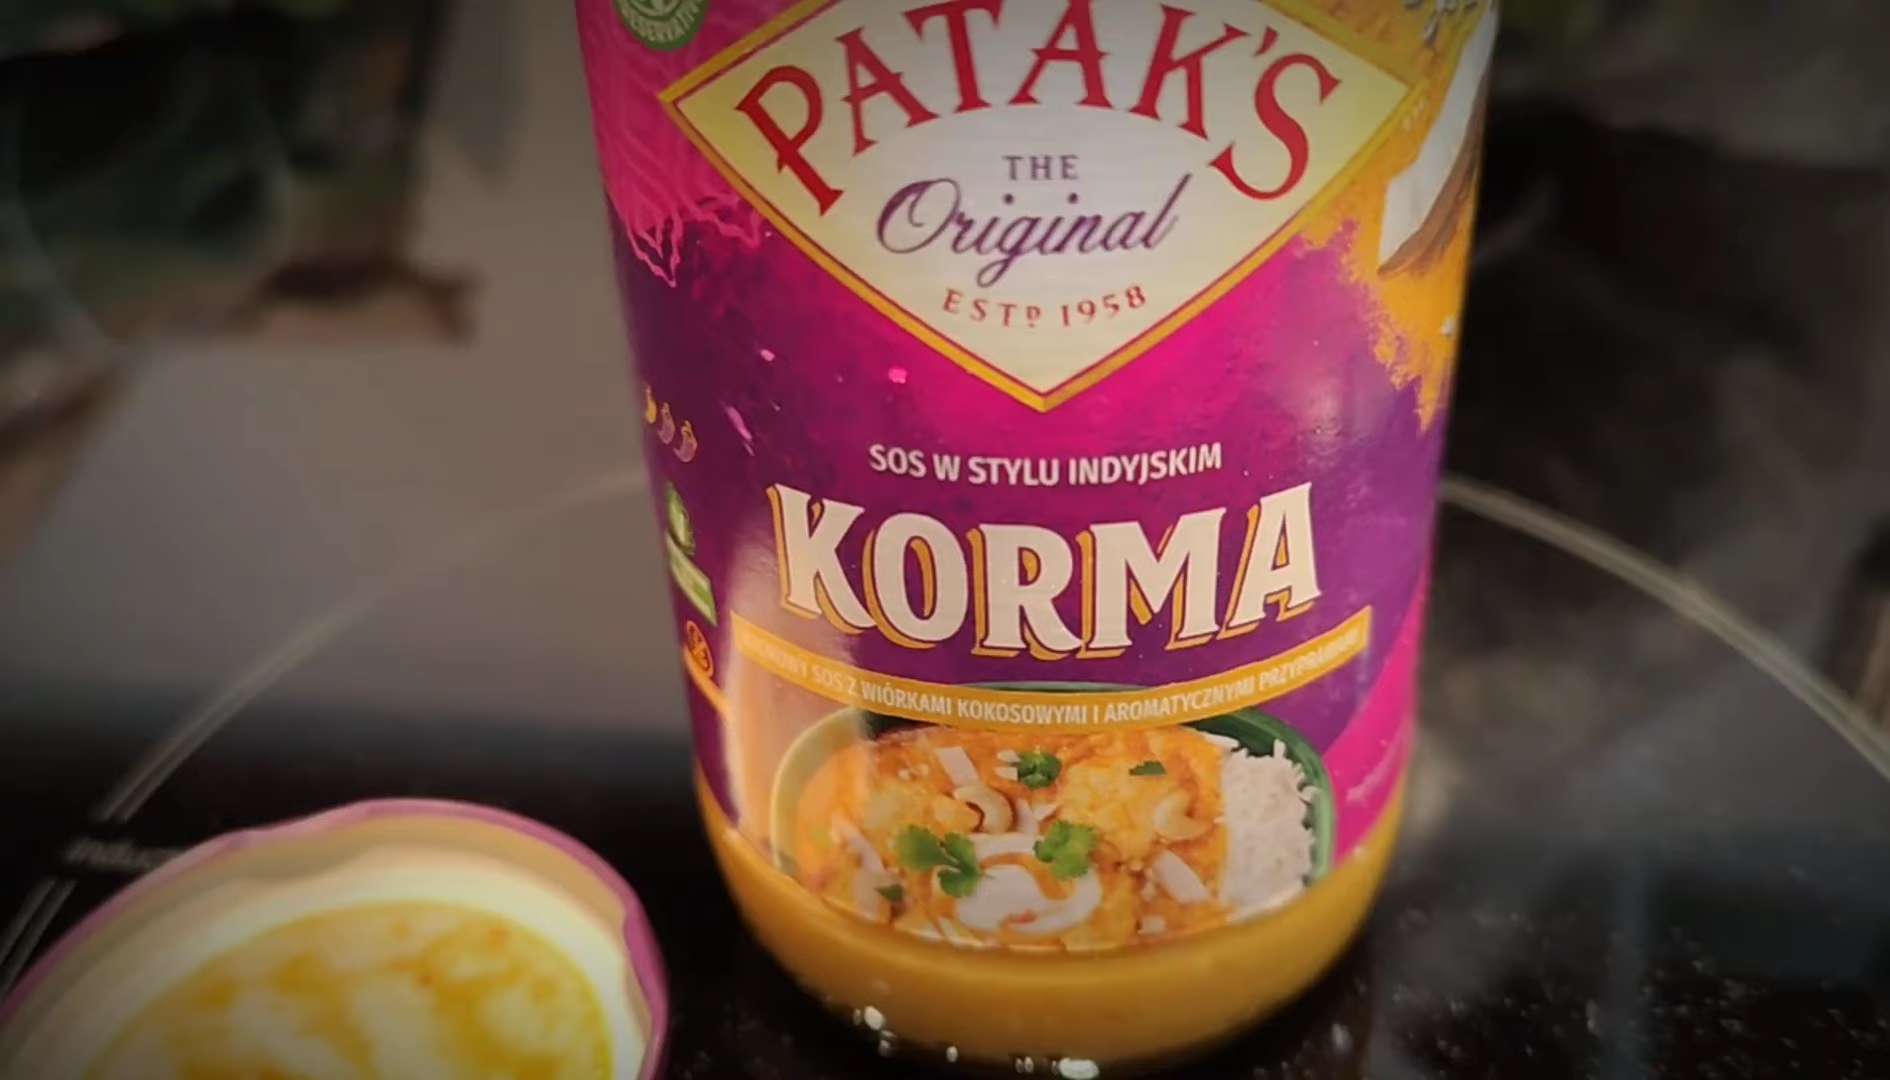 PATAK'S
THE
Original
ESTD 1958
SOS W STYLU INDYJSKIM
KORMA
SOS Z WIÓRKAMI KOKOSOWYMI I AROMATYCZNYMI PRZYPRAWAMI